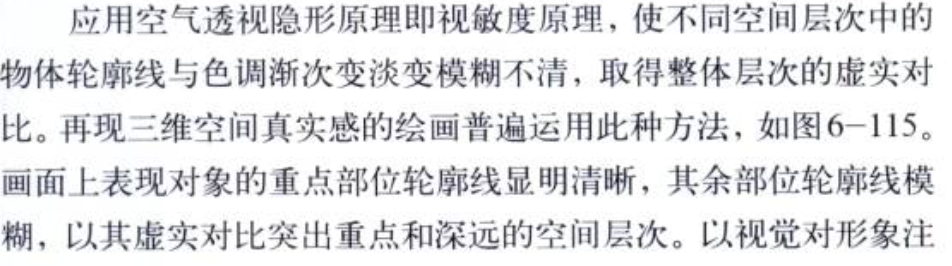 应用空气透视隐形原理即视敏度原理，使不同空间层次中的
物体轮廓线与色调渐次变淡变模糊不清，取得整体层次的虚实对
比。再现三维空间真实感的绘画普遍运用此种方法，如图6-115。
画面上表现对象的重点部位轮廓线显明清晰，其余部位轮廓线模
糊，以其虚实对比突出重点和深远的空间层次。以视觉对形象注